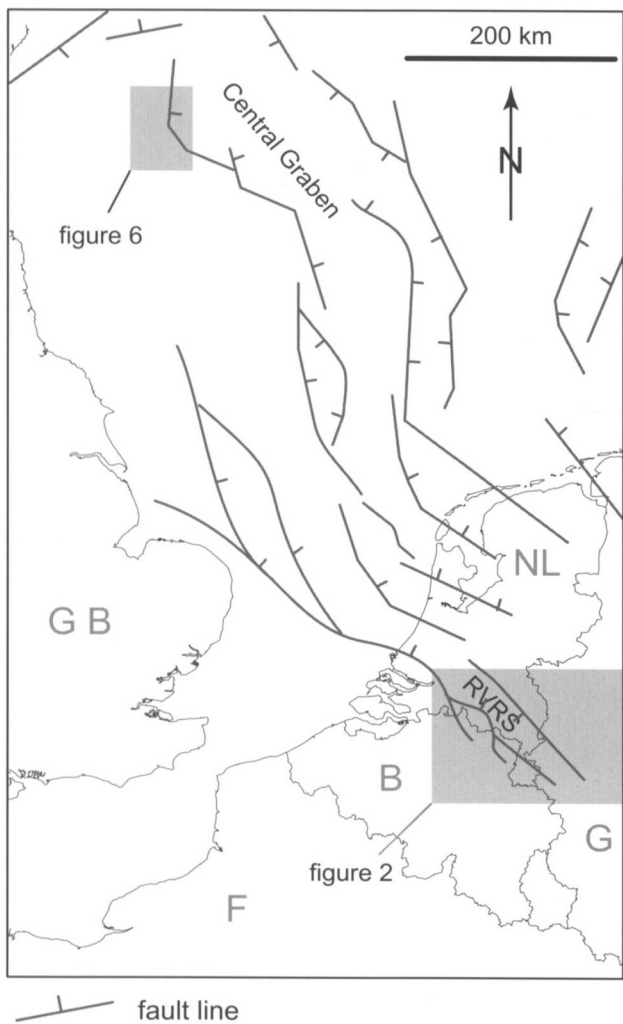 200 km
Central Graben
N
figure 6
NL
G B
RVRS
B
G
figure 2
F
fault line